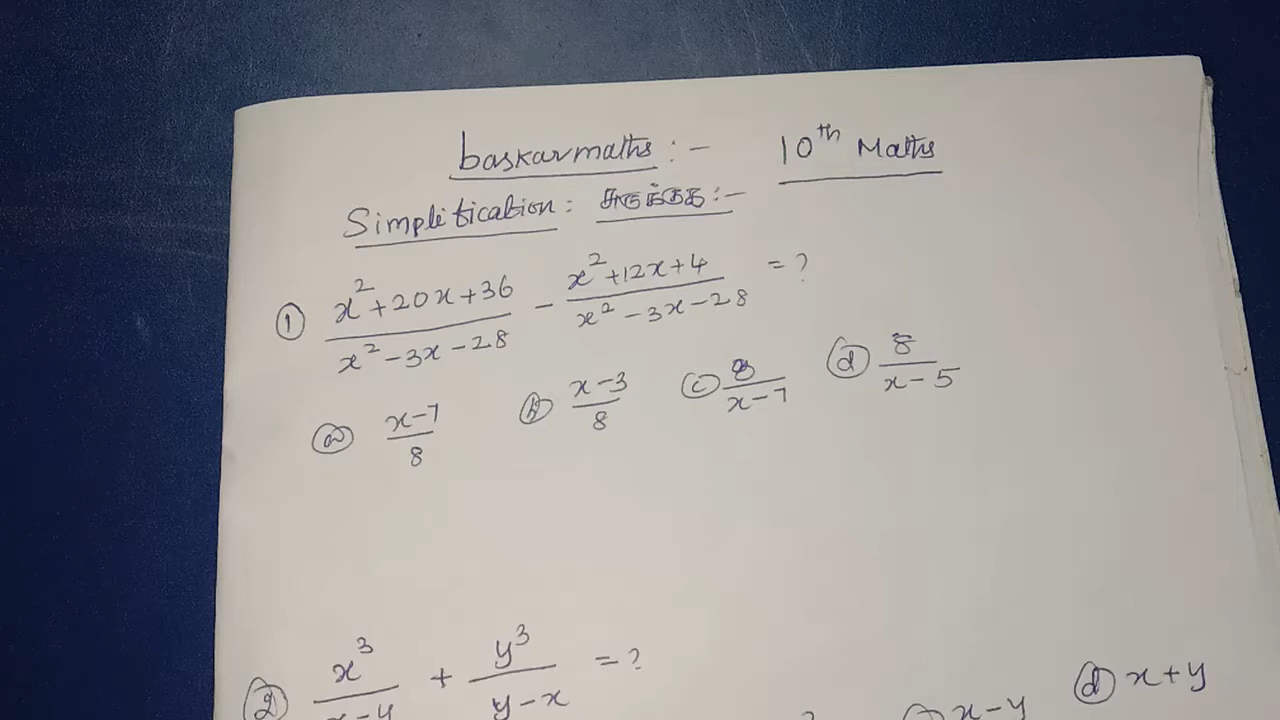 baskarmaths :- 10th Maths
Simplification : சுருக்குக :-
① (x² + 20x + 36)/(x² - 3x - 28) - (x² + 12x + 4)/(x² - 3x - 28) = ?
ⓐ (x - 7)/8 ⓑ (x - 3)/8 ⓒ 8/(x - 7) ⓓ 8/(x - 5)
② x³/(x - y) + y³/(y - x) = ?
x - y ⓓ x + y